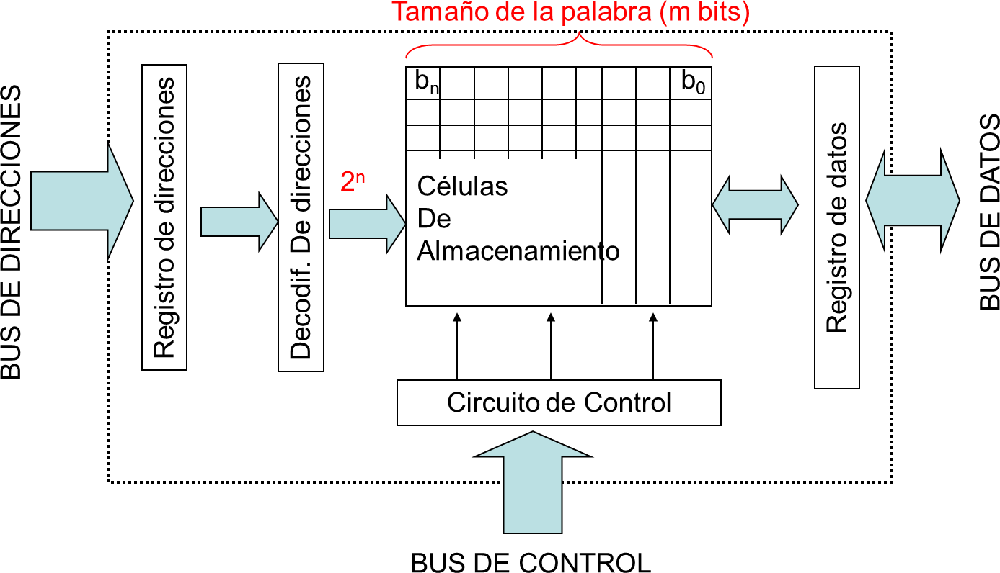 Tamaño de la palabra (m bits)
BUS DE DIRECCIONES
Registro de direcciones
Decodif. De direcciones
2ⁿ
bₙ
b₀
Células
De
Almacenamiento
Registro de datos
BUS DE DATOS
Circuito de Control
BUS DE CONTROL